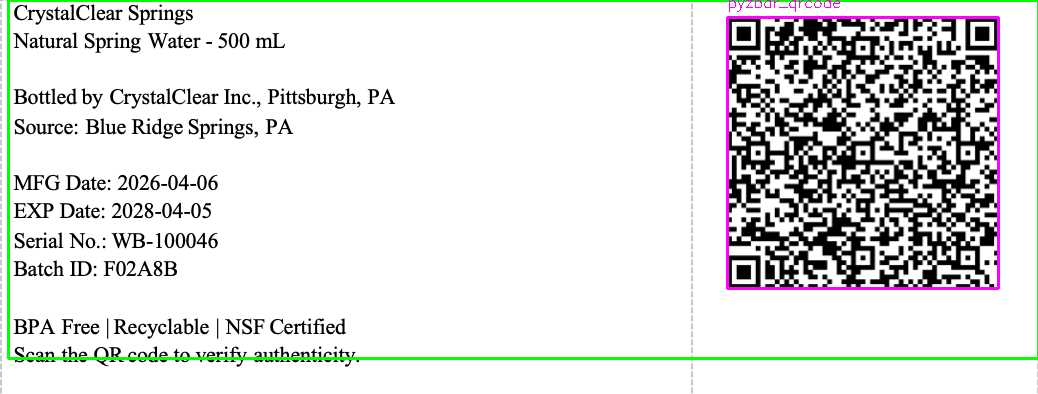 CrystalClear Springs
Natural Spring Water - 500 mL
Bottled by CrystalClear Inc., Pittsburgh, PA
Source: Blue Ridge Springs, PA
MFG Date: 2026-04-06
EXP Date: 2028-04-05
Serial No.: WB-100046
Batch ID: F02A8B
BPA Free | Recyclable | NSF Certified
Scan the QR code to verify authenticity.
pyzbar_qrcode